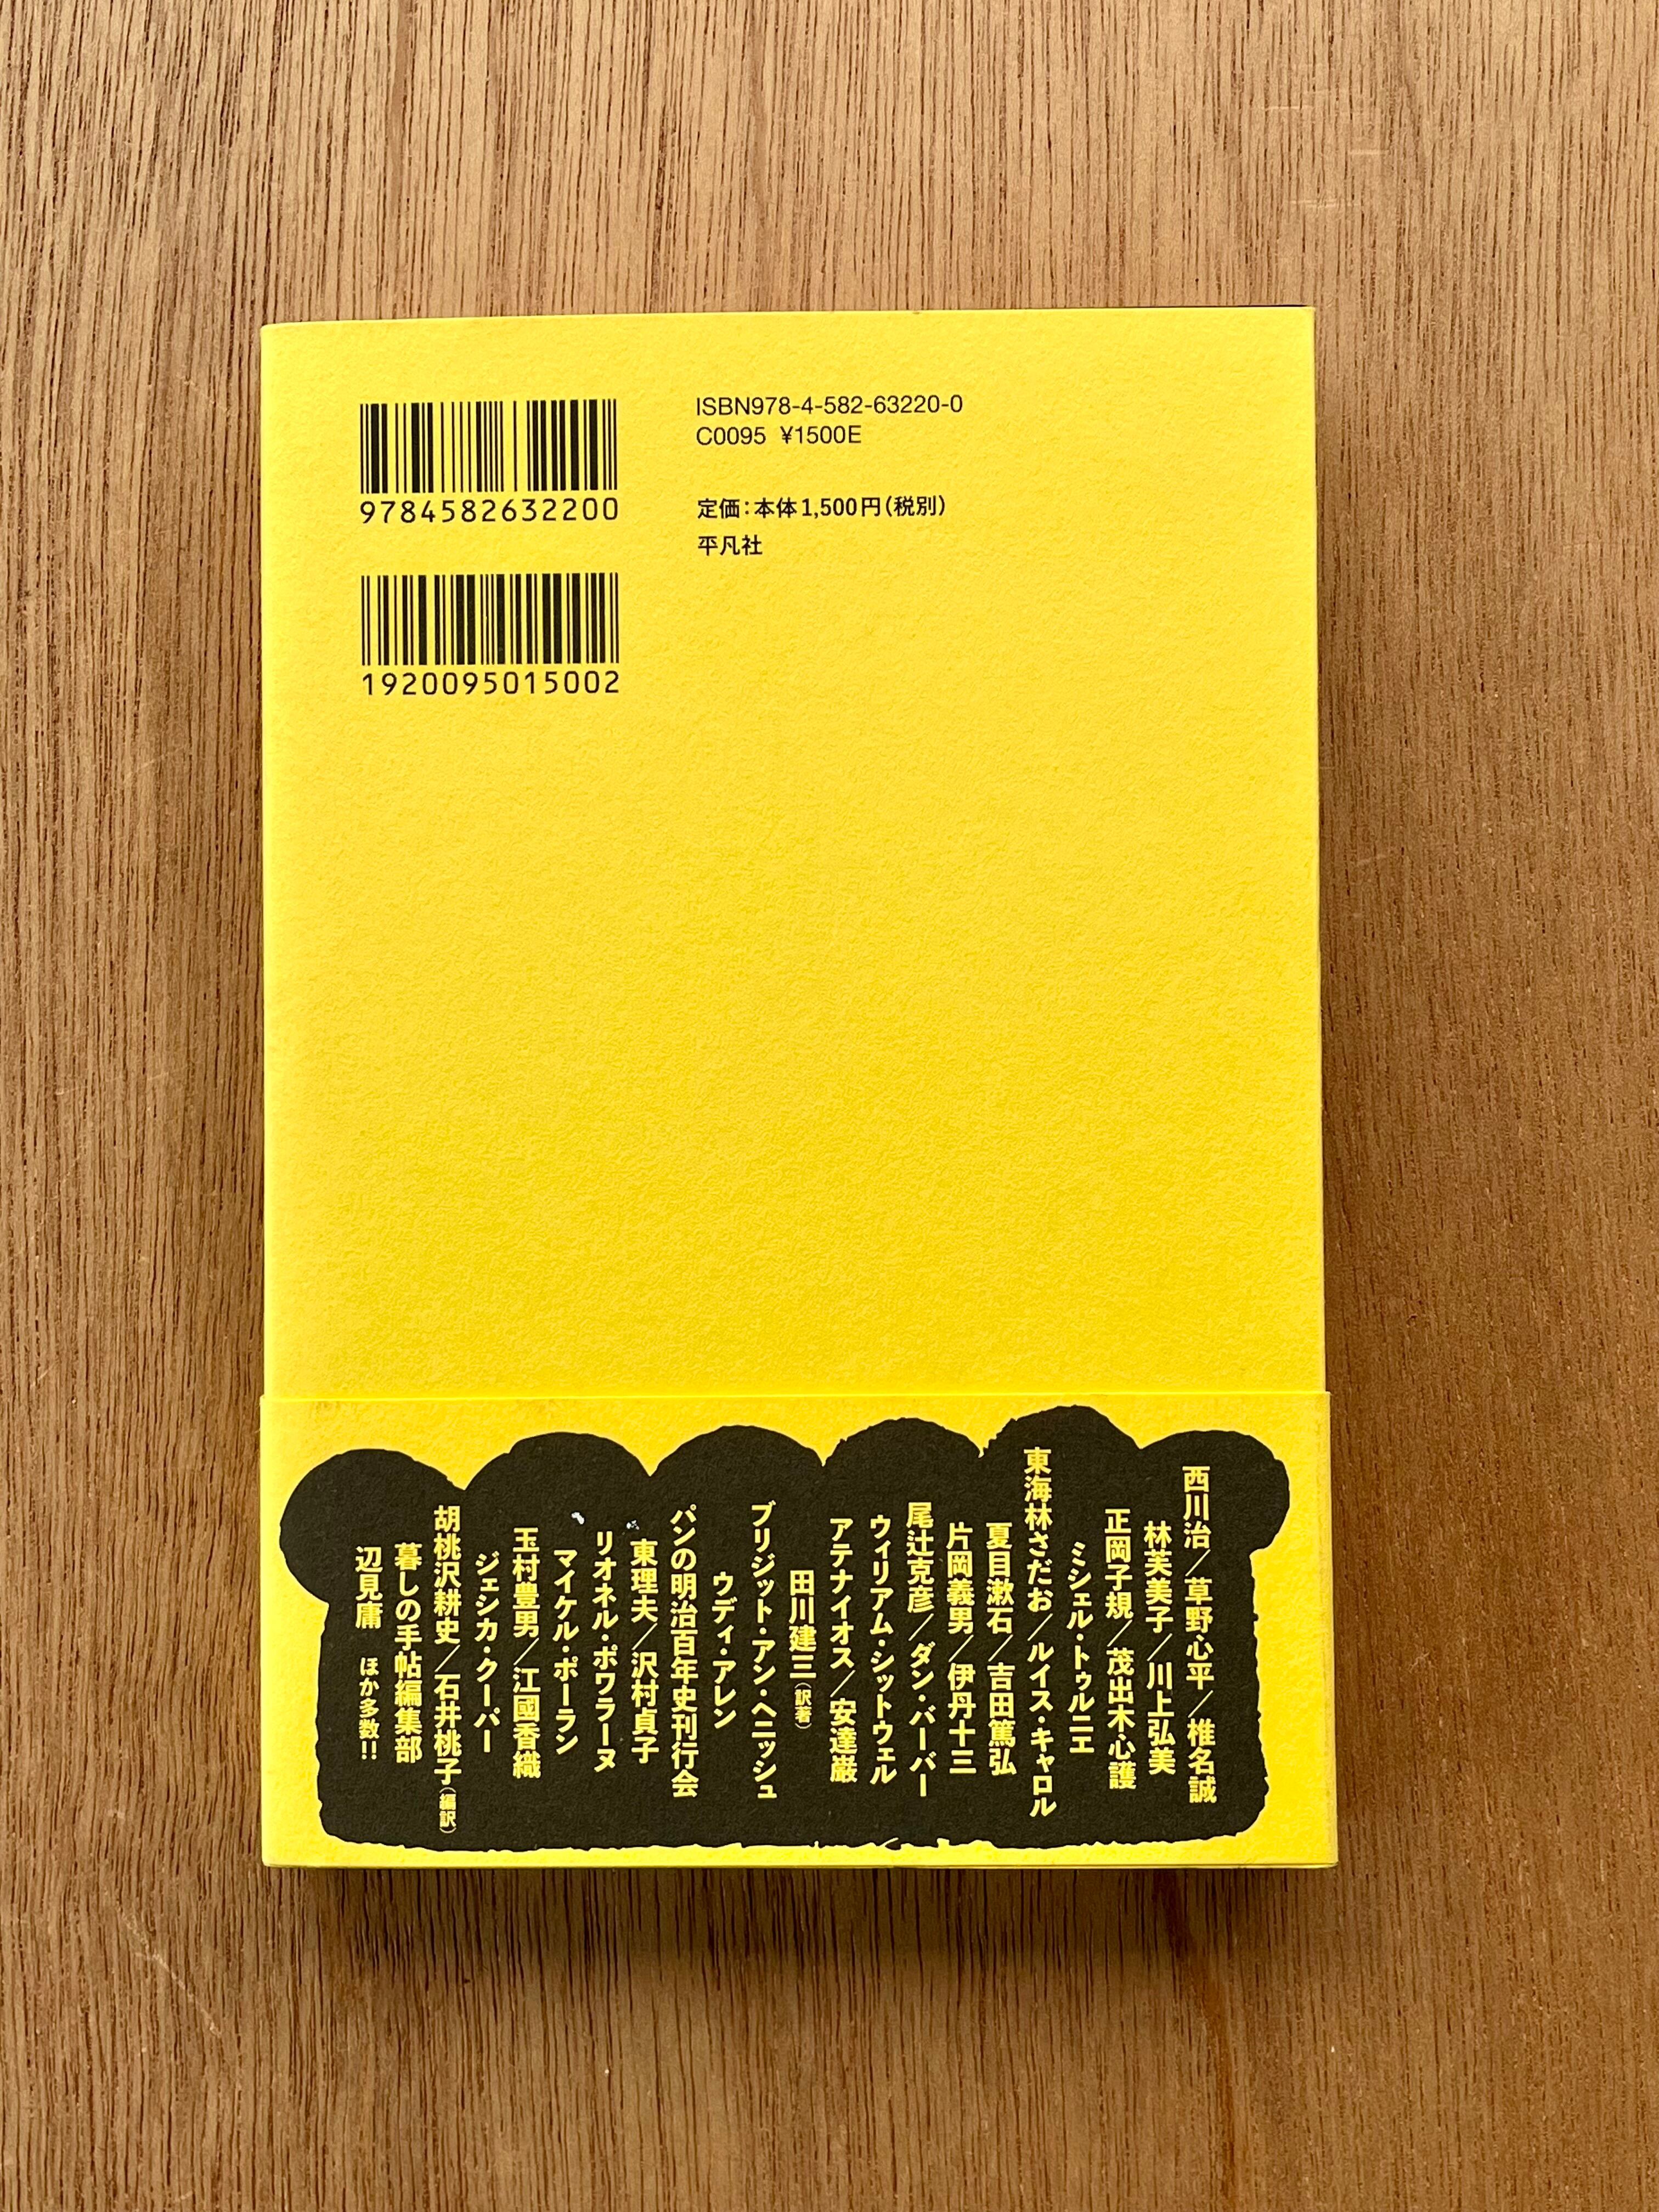 9784582632200
1920095015002
ISBN978-4-582-63220-0
C0095 ¥1500E
定価：本体1,500円（税別）
平凡社
西川治／草野心平／椎名誠
林芙美子／川上弘美
正岡子規／茂出木心護
ミシェル・トゥルニエ
東海林さだお／ルイス・キャロル
夏目漱石／吉田篤弘
片岡義男／伊丹十三
尾辻克彦／ダン・バーバー
ウィリアム・シットウェル
アテナイオス／安達巌
田川建三（訳著）
ブリジット・アン・ヘニッシュ
ウディ・アレン
パンの明治百年史刊行会
東理夫／沢村貞子
リオネル・ポワラーヌ
マイケル・ポーラン
玉村豊男／江國香織
ジェシカ・クーパー
胡桃沢耕史／石井桃子（編訳）
暮しの手帖編集部
辺見庸 ほか多数!!